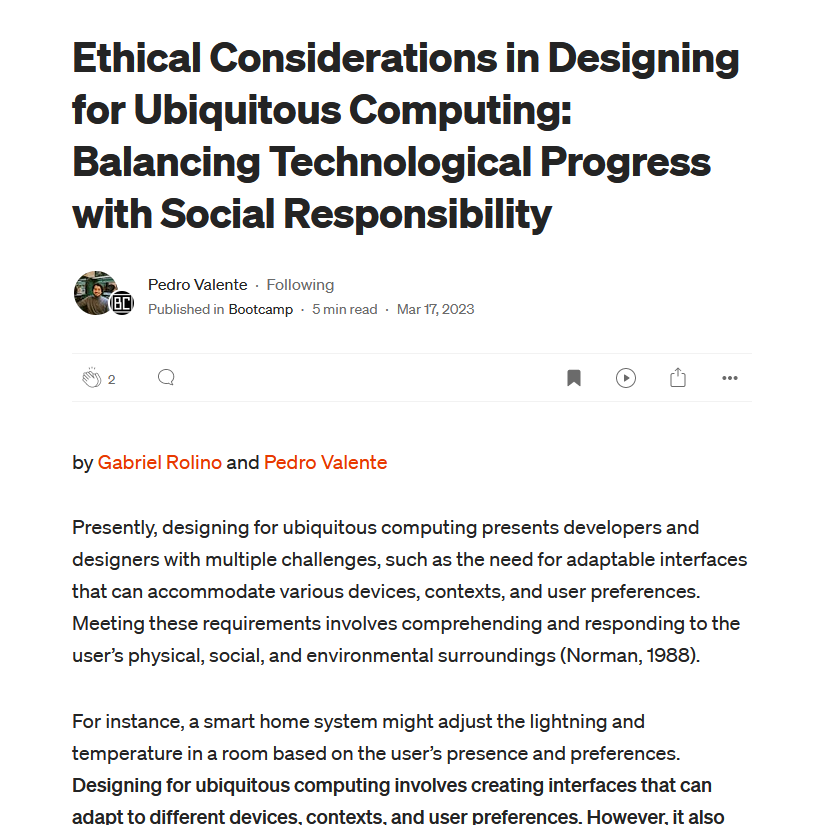 Ethical Considerations in Designing
for Ubiquitous Computing:
Balancing Technological Progress
with Social Responsibility
Pedro Valente · Following
BC
Published in Bootcamp · 5 min read · Mar 17, 2023
2
by Gabriel Rolino and Pedro Valente
Presently, designing for ubiquitous computing presents developers and
designers with multiple challenges, such as the need for adaptable interfaces
that can accommodate various devices, contexts, and user preferences.
Meeting these requirements involves comprehending and responding to the
user’s physical, social, and environmental surroundings (Norman, 1988).
For instance, a smart home system might adjust the lightning and
temperature in a room based on the user’s presence and preferences.
Designing for ubiquitous computing involves creating interfaces that can
adapt to different devices, contexts, and user preferences. However, it also